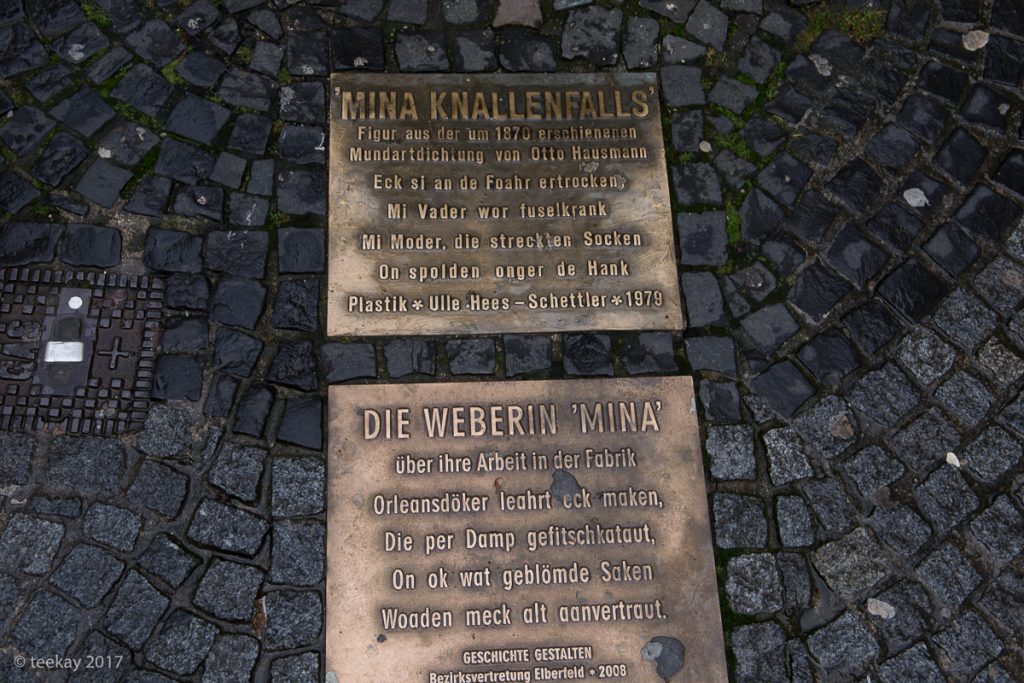 'MINA KNALLENFALLS'
Figur aus der um 1870 erschienenen
Mundartdichtung von Otto Hausmann
Eck si an de Foahr ertrocken,
Mi Vader wor fuselkrank
Mi Moder, die streckten Socken
On spolden onger de Hank
Plastik * Ulle Hees – Schettler * 1979
DIE WEBERIN 'MINA'
über ihre Arbeit in der Fabrik
Orleansdöker leahrt eck maken,
Die per Damp gefitschkataut,
On ok wat geblömde Saken
Woaden meck alt aanvertraut.
GESCHICHTE GESTALTEN
Bezirksvertretung Elberfeld * 2008
GAS
© teekay 2017